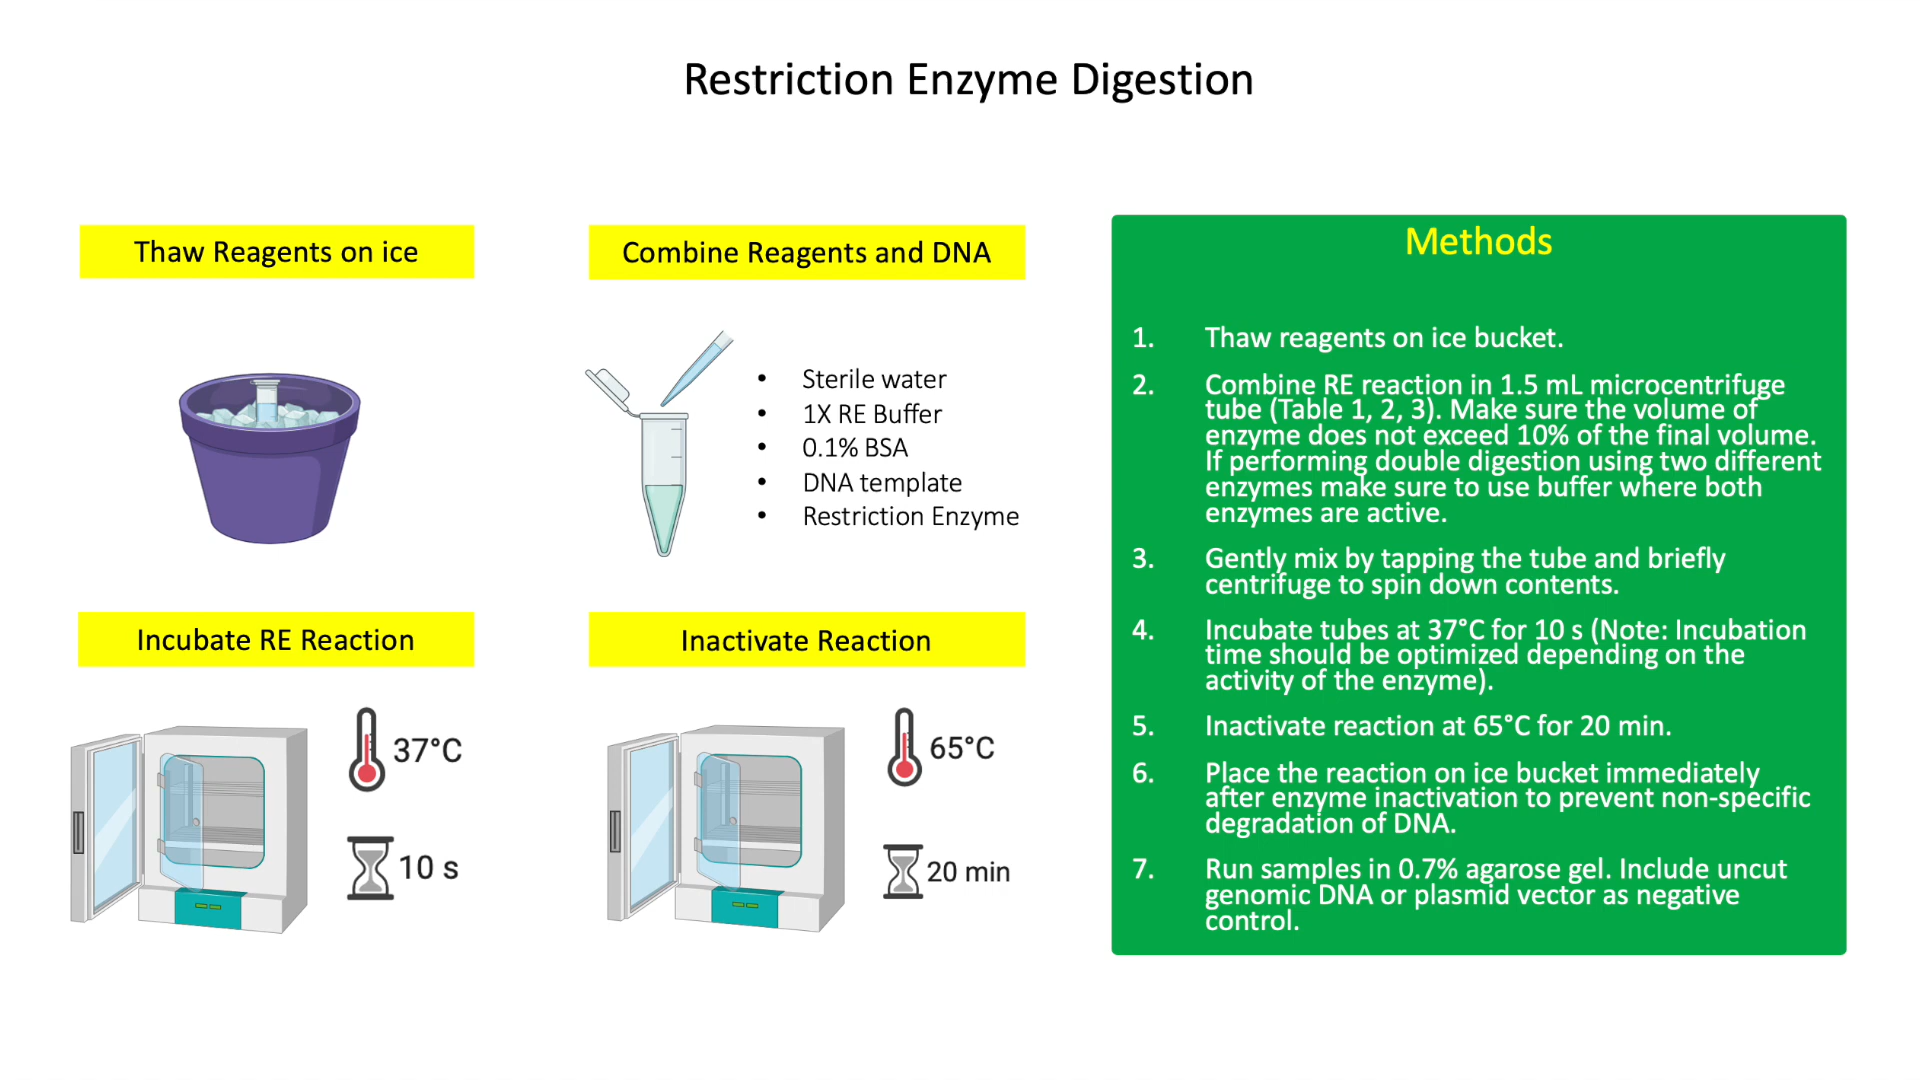 Restriction Enzyme Digestion
Thaw Reagents on ice
Combine Reagents and DNA
• Sterile water
• 1X RE Buffer
• 0.1% BSA
• DNA template
• Restriction Enzyme
Incubate RE Reaction
37°C
10 s
Inactivate Reaction
65°C
20 min
Methods
1. Thaw reagents on ice bucket.
2. Combine RE reaction in 1.5 mL microcentrifuge
tube (Table 1, 2, 3). Make sure the volume of
enzyme does not exceed 10% of the final volume.
If performing double digestion using two different
enzymes make sure to use buffer where both
enzymes are active.
3. Gently mix by tapping the tube and briefly
centrifuge to spin down contents.
4. Incubate tubes at 37°C for 10 s (Note: Incubation
time should be optimized depending on the
activity of the enzyme).
5. Inactivate reaction at 65°C for 20 min.
6. Place the reaction on ice bucket immediately
after enzyme inactivation to prevent non-specific
degradation of DNA.
7. Run samples in 0.7% agarose gel. Include uncut
genomic DNA or plasmid vector as negative
control.